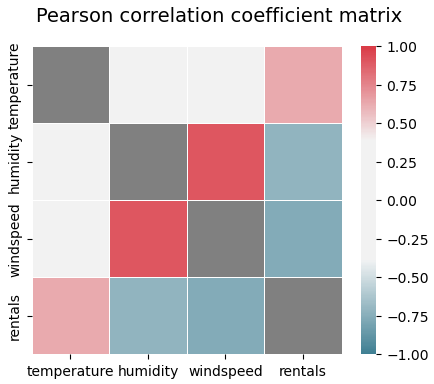 Pearson correlation coefficient matrix
temperature
humidity
windspeed
rentals
temperature
humidity
windspeed
rentals
1.00
0.75
0.50
0.25
0.00
−0.25
−0.50
−0.75
−1.00